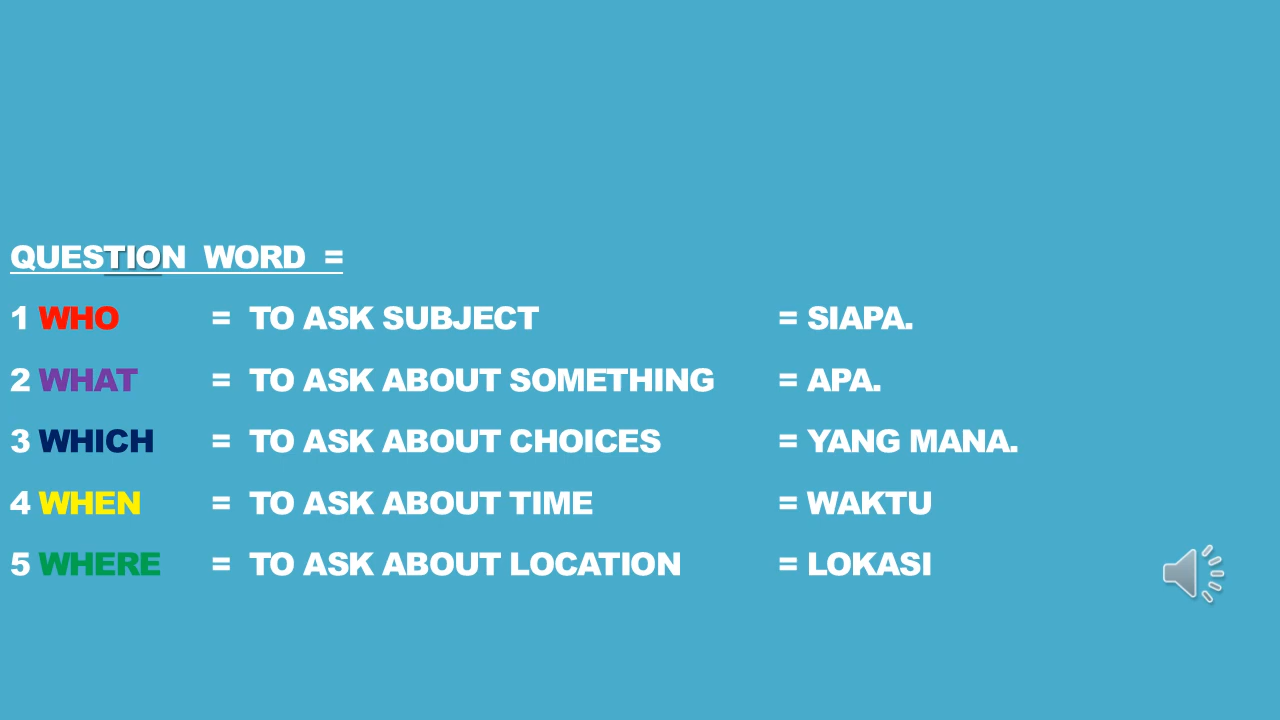 QUESTION WORD =
1 WHO = TO ASK SUBJECT = SIAPA.
2 WHAT = TO ASK ABOUT SOMETHING = APA.
3 WHICH = TO ASK ABOUT CHOICES = YANG MANA.
4 WHEN = TO ASK ABOUT TIME = WAKTU
5 WHERE = TO ASK ABOUT LOCATION = LOKASI